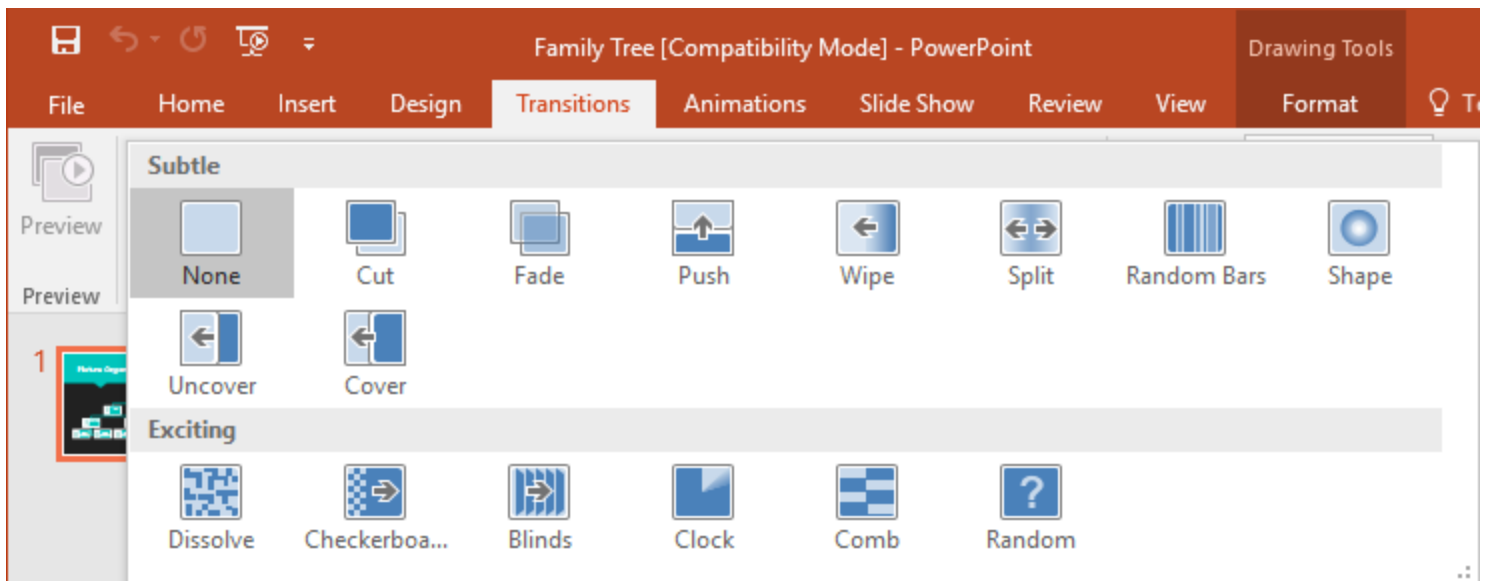 Family Tree [Compatibility Mode] - PowerPoint
Drawing Tools
File Home Insert Design Transitions Animations Slide Show Review View Format
Subtle
Preview
None Cut Fade Push Wipe Split Random Bars Shape
Preview
Uncover Cover
1
Exciting
?
Dissolve Checkerboa... Blinds Clock Comb Random